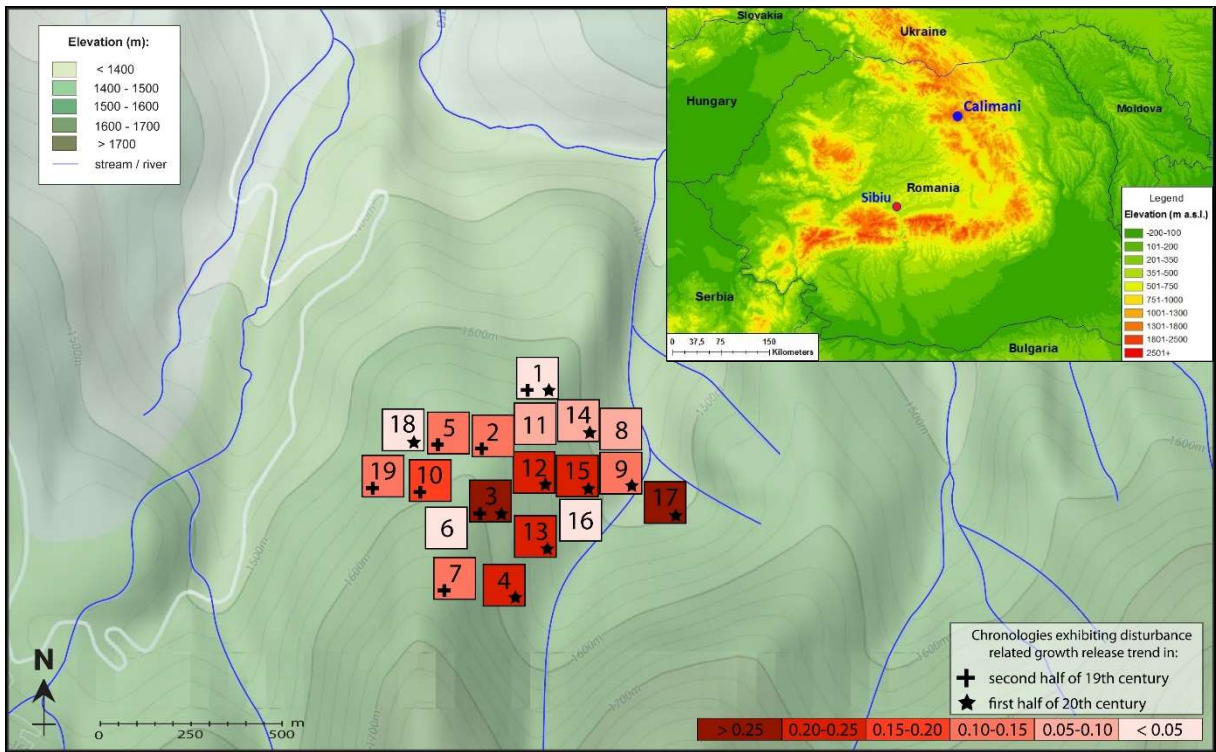 Elevation (m):
< 1400
1400 - 1500
1500 - 1600
1600 - 1700
> 1700
stream / river
Slovakia
Ukraine
Hungary
Calimani
Moldova
Romania
Sibiu
Serbia
Bulgaria
0 37,5 75 150
Kilometers
Legend
Elevation (m a.s.l.)
-200-100
101-200
201-350
351-500
501-750
751-1000
1001-1300
1301-1800
1801-2500
2501+
1500m
1500m
1500m
1500m
1600m
1600m
1600m
1
18
5
2
11
14
8
19
10
12
15
9
3
17
6
13
16
7
4
N
0 250 500 m
Chronologies exhibiting disturbance
related growth release trend in:
second half of 19th century
first half of 20th century
> 0.25 0.20-0.25 0.15-0.20 0.10-0.15 0.05-0.10 < 0.05